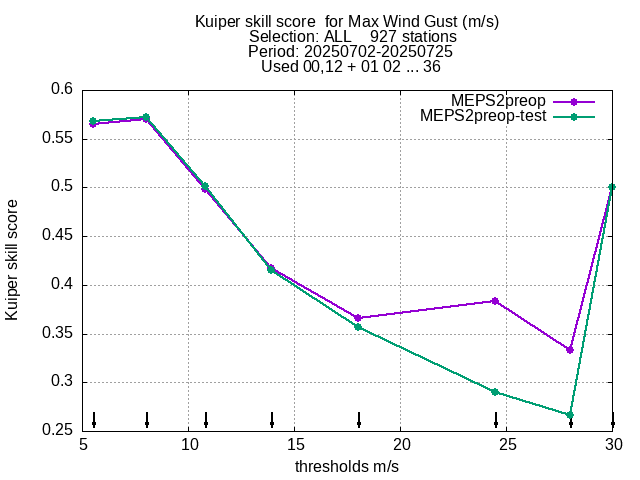 Kuiper skill score  for Max Wind Gust (m/s)
Selection: ALL    927 stations
Period: 20250702-20250725
Used 00,12 + 01 02 ... 36
MEPS2preop
MEPS2preop-test
Kuiper skill score
0.6
0.55
0.5
0.45
0.4
0.35
0.3
0.25
5 10 15 20 25 30
thresholds m/s